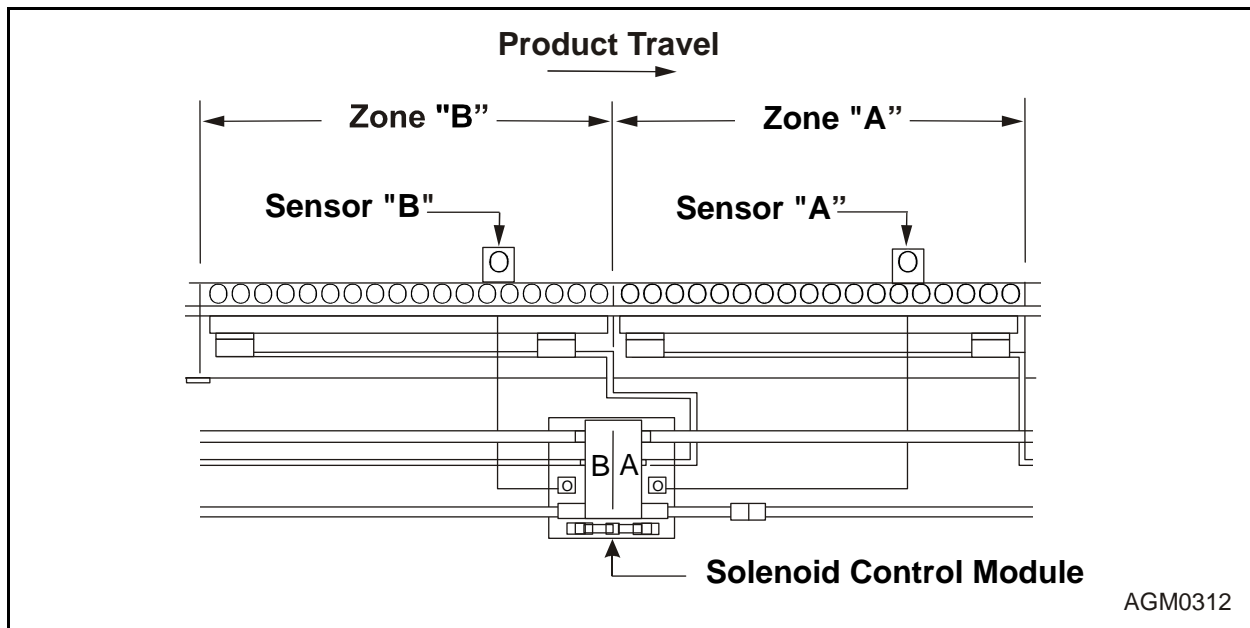 Product Travel
Zone "B”
Zone "A”
Sensor "B"
Sensor "A”
B A
Solenoid Control Module
AGM0312